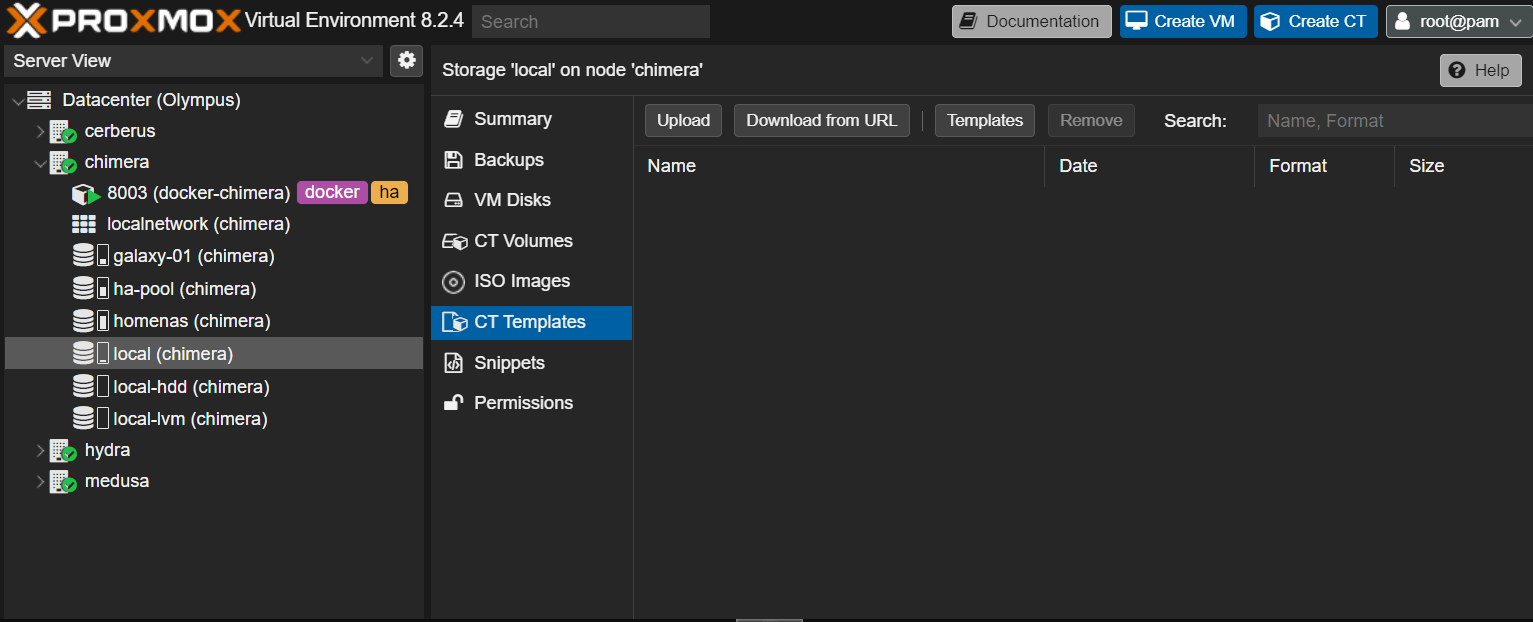 PROXMOX Virtual Environment 8.2.4 Search Documentation Create VM Create CT root@pam
Server View
Datacenter (Olympus)
cerberus
chimera
8003 (docker-chimera) docker ha
localnetwork (chimera)
galaxy-01 (chimera)
ha-pool (chimera)
homenas (chimera)
local (chimera)
local-hdd (chimera)
local-lvm (chimera)
hydra
medusa
Storage 'local' on node 'chimera' Help
Summary
Backups
VM Disks
CT Volumes
ISO Images
CT Templates
Snippets
Permissions
Upload Download from URL Templates Remove Search: Name, Format
Name Date Format Size